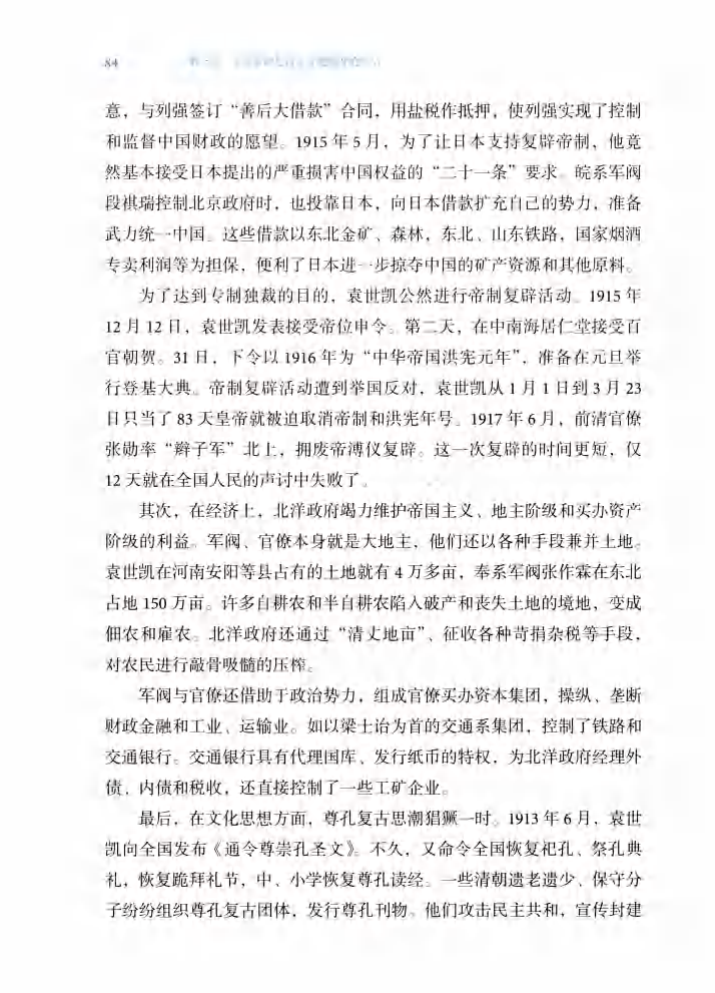 84
意，与列强签订“善后大借款”合同，用盐税作抵押，使列强实现了控制
和监督中国财政的愿望。1915 年 5 月，为了让日本支持复辟帝制，他竟
然基本接受日本提出的严重损害中国权益的“二十一条”要求。皖系军阀
段祺瑞控制北京政府时，也投靠日本，向日本借款扩充自己的势力，准备
武力统一中国。这些借款以东北金矿、森林，东北、山东铁路，国家烟酒
专卖利润等为担保，便利了日本进一步掠夺中国的矿产资源和其他原料。
为了达到专制独裁的目的，袁世凯公然进行帝制复辟活动。1915 年
12 月 12 日，袁世凯发表接受帝位申令。第二天，在中南海居仁堂接受百
官朝贺。31 日，下令以 1916 年为“中华帝国洪宪元年”，准备在元旦举
行登基大典。帝制复辟活动遭到举国反对，袁世凯从 1 月 1 日到 3 月 23
日只当了 83 天皇帝就被迫取消帝制和洪宪年号。1917 年 6 月，前清官僚
张勋率“辫子军”北上，拥废帝溥仪复辟。这一次复辟的时间更短，仅
12 天就在全国人民的声讨中失败了。
其次，在经济上，北洋政府竭力维护帝国主义、地主阶级和买办资产
阶级的利益。军阀、官僚本身就是大地主，他们还以各种手段兼并土地。
袁世凯在河南安阳等县占有的土地就有 4 万多亩，奉系军阀张作霖在东北
占地 150 万亩。许多自耕农和半自耕农陷入破产和丧失土地的境地，变成
佃农和雇农。北洋政府还通过“清丈地亩”、征收各种苛捐杂税等手段，
对农民进行敲骨吸髓的压榨。
军阀与官僚还借助于政治势力，组成官僚买办资本集团，操纵、垄断
财政金融和工业、运输业。如以梁士诒为首的交通系集团，控制了铁路和
交通银行。交通银行具有代理国库、发行纸币的特权，为北洋政府经理外
债、内债和税收，还直接控制了一些工矿企业。
最后，在文化思想方面，尊孔复古思潮猖獗一时。1913 年 6 月，袁世
凯向全国发布《通令尊崇孔圣文》。不久，又命令全国恢复祀孔、祭孔典
礼，恢复跪拜礼节，中、小学恢复尊孔读经。一些清朝遗老遗少、保守分
子纷纷组织尊孔复古团体，发行尊孔刊物。他们攻击民主共和，宣传封建